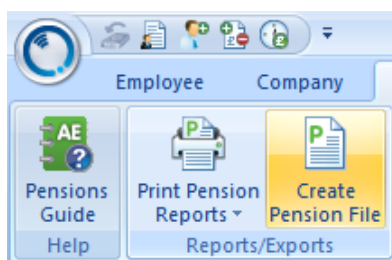 Employee Company
AE
?
P
P
Pensions Print Pension Create
Guide Reports Pension File
Help Reports/Exports